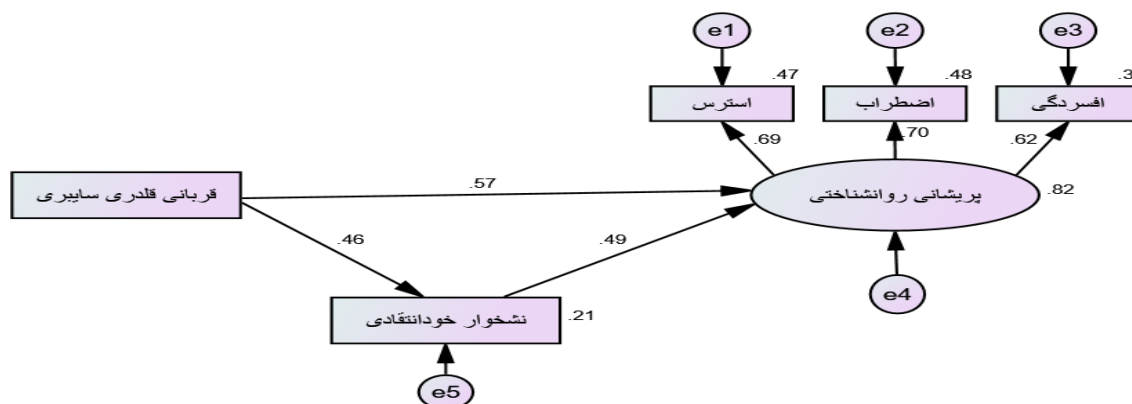 e1
e2
e3
.47
.48
.3
استرس
اضطراب
افسردگی
.69
.70
.62
قربانی قلدری سایبری
.57
پریشانی روانشناختی
.82
.46
.49
e4
نشخوار خودانتقادی
.21
e5